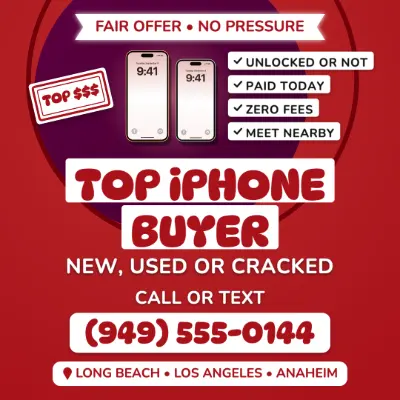 FAIR OFFER • NO PRESSURE
TOP $$$
9:41
9:41
✓ UNLOCKED OR NOT
✓ PAID TODAY
✓ ZERO FEES
✓ MEET NEARBY
TOP iPHONE
BUYER
NEW, USED OR CRACKED
CALL OR TEXT
(949) 555-0144
LONG BEACH • LOS ANGELES • ANAHEIM